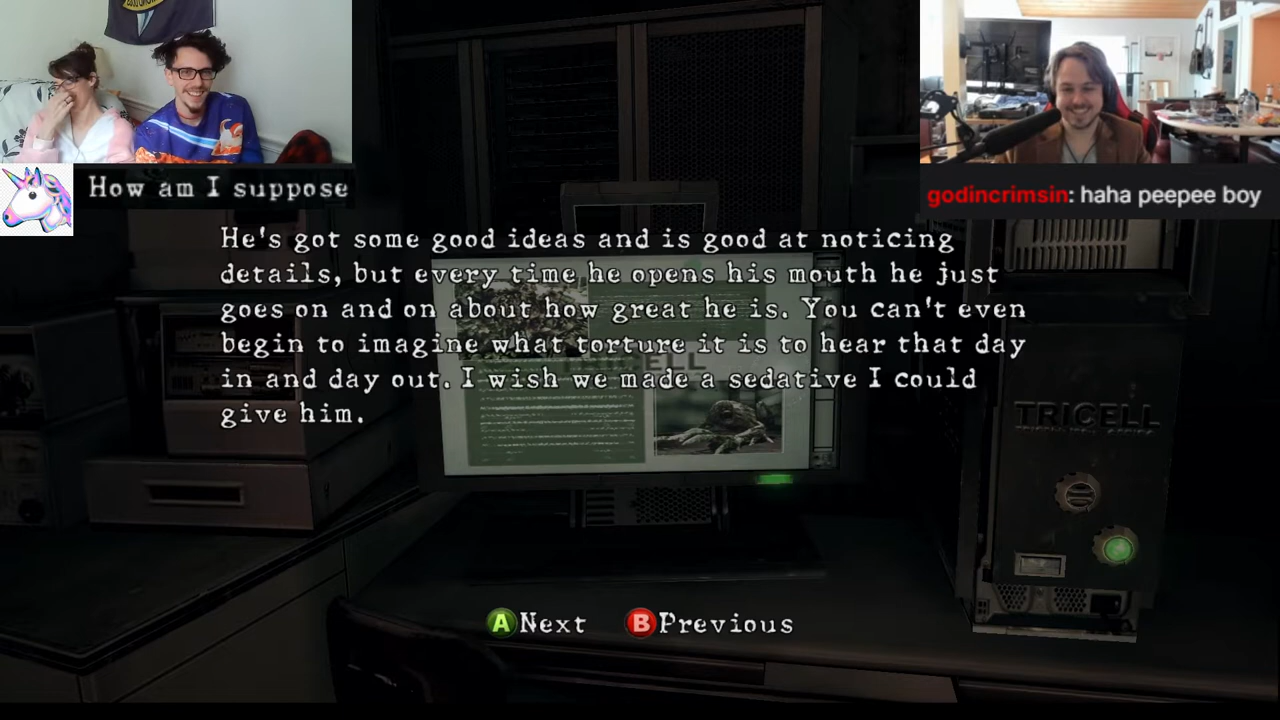 How am I suppose
godincrimsin: haha peepee boy
He's got some good ideas and is good at noticing
details, but every time he opens his mouth he just
goes on and on about how great he is. You can't even
begin to imagine what torture it is to hear that day
in and day out. I wish we made a sedative I could
give him.
TRICELL
A Next B Previous